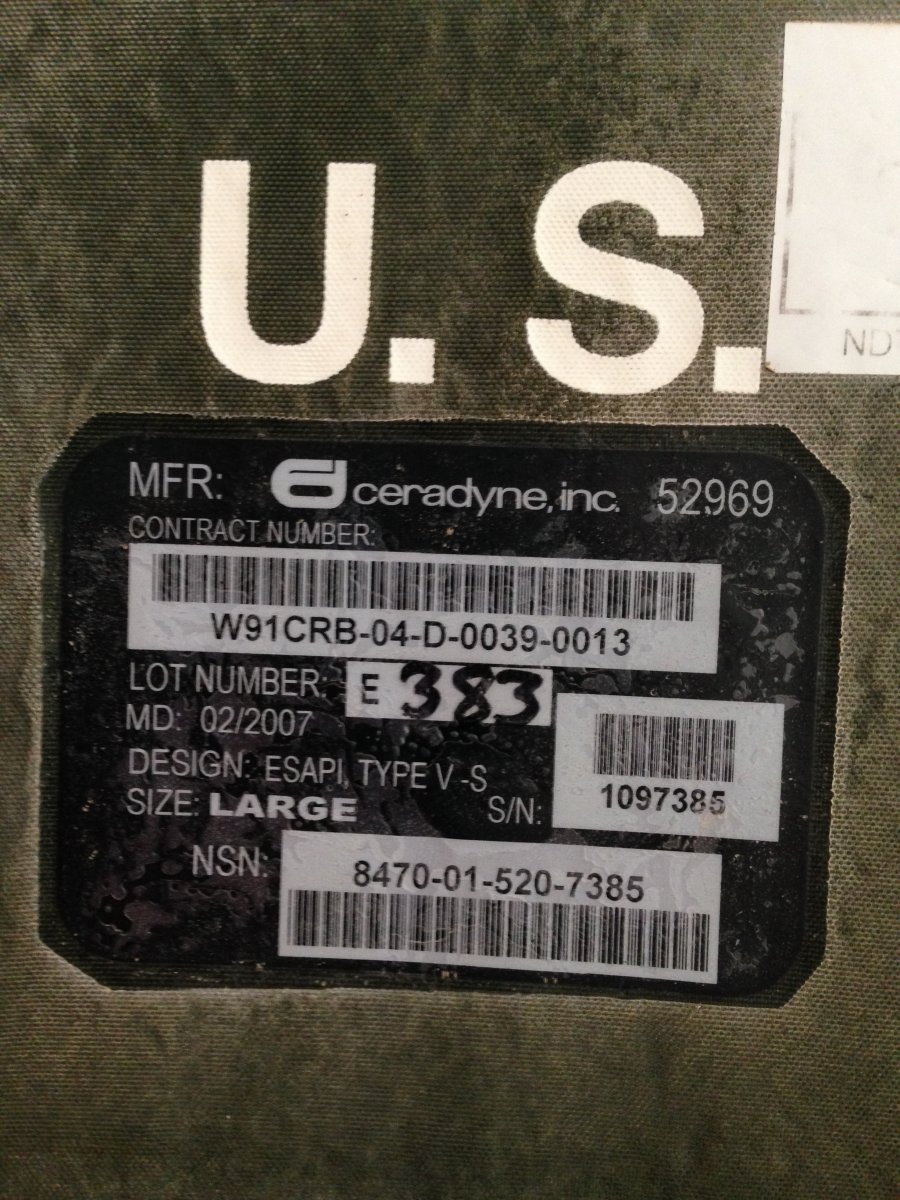 U. S.
NDT
MFR: ceradyne, inc. 52969
CONTRACT NUMBER:
W91CRB-04-D-0039-0013
LOT NUMBER: E 383
MD: 02/2007
DESIGN: ESAPI, TYPE V -S
SIZE: LARGE
S/N: 1097385
NSN: 8470-01-520-7385